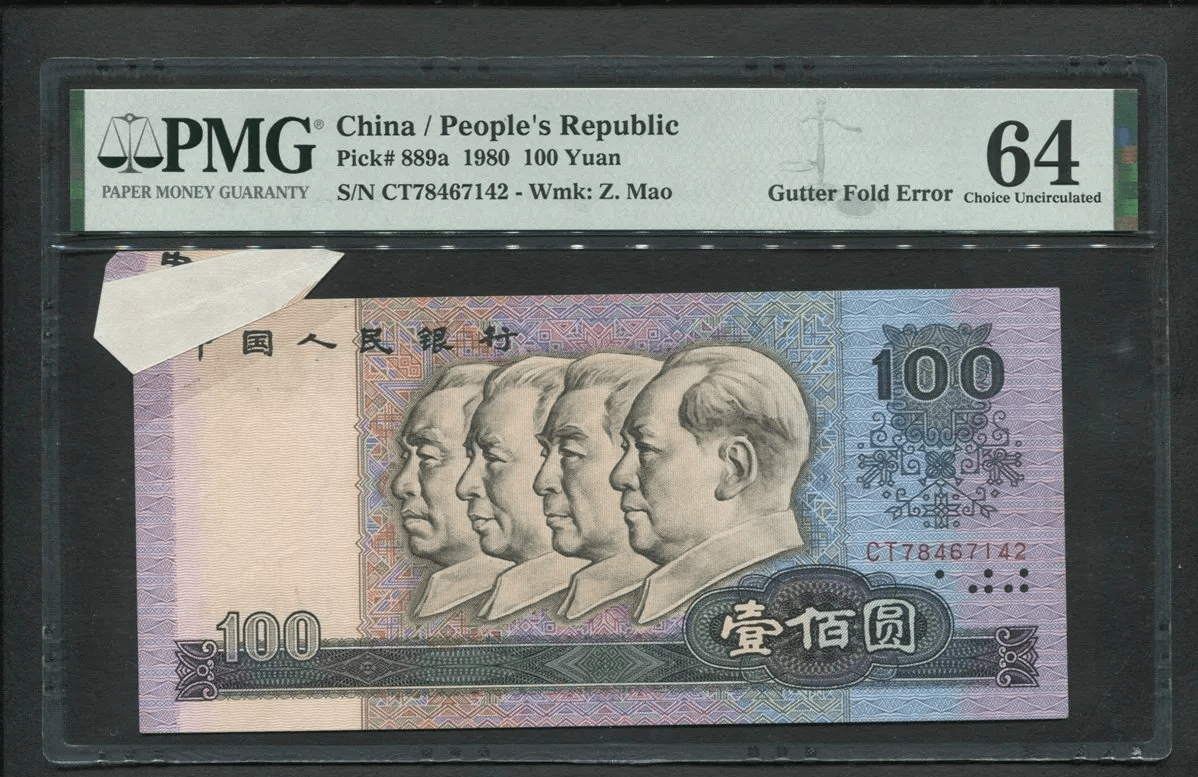 PMG®
PAPER MONEY GUARANTY
China / People's Republic
Pick# 889a 1980 100 Yuan
S/N CT78467142 - Wmk: Z. Mao
Gutter Fold Error
64
Choice Uncirculated
国人民银行
100
CT78467142
100
壹佰圆